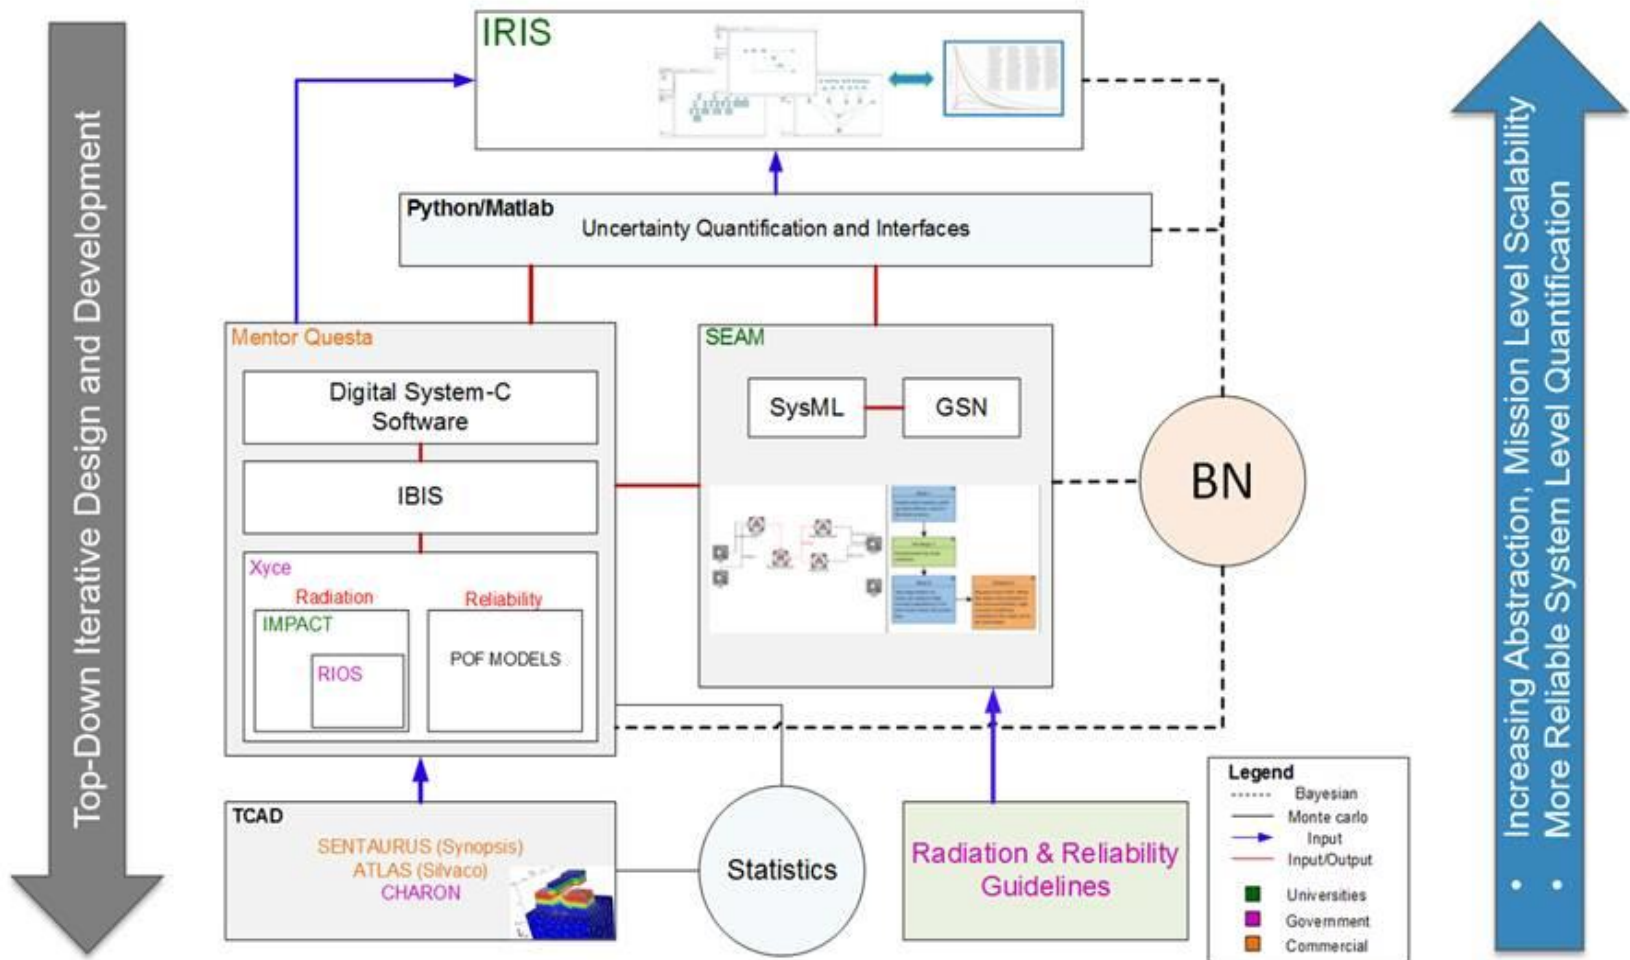 Top-Down Iterative Design and Development
IRIS
Python/Matlab
Uncertainty Quantification and Interfaces
Mentor Questa
Digital System-C
Software
IBIS
Xyce
Radiation
Reliability
IMPACT
RIOS
POF MODELS
SEAM
SysML
GSN
BN
TCAD
SENTAURUS (Synopsis)
ATLAS (Silvaco)
CHARON
Statistics
Radiation & Reliability
Guidelines
Legend
Bayesian
Monte carlo
Input
Input/Output
Universities
Government
Commercial
• Increasing Abstraction, Mission Level Scalability
• More Reliable System Level Quantification